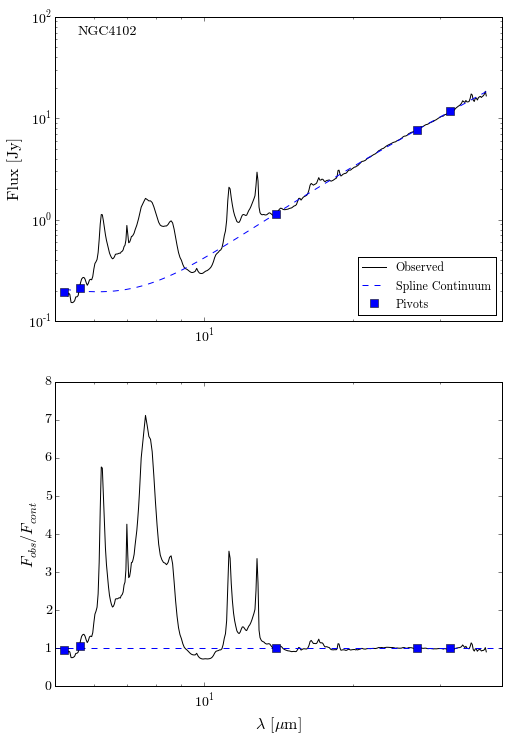 NGC4102
Flux [Jy]
10^2
10^1
10^0
10^-1
Observed
Spline Continuum
Pivots
10^1
F_obs/F_cont
8
7
6
5
4
3
2
1
0
10^1
λ [μm]